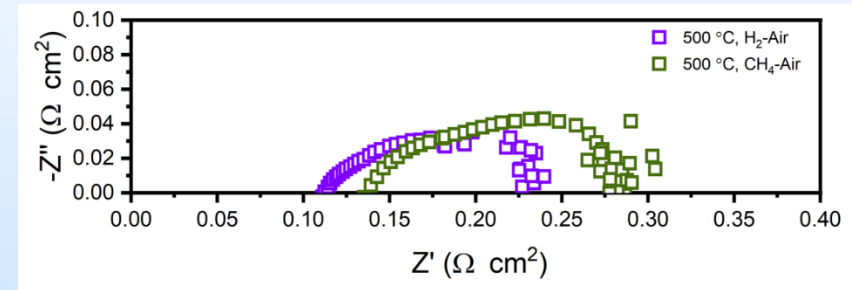 0.10
0.08
0.06
0.04
0.02
0.00
-Z" (Ω cm²)
500 °C, H₂-Air
500 °C, CH₄-Air
0.00 0.05 0.10 0.15 0.20 0.25 0.30 0.35 0.40
Z' (Ω cm²)